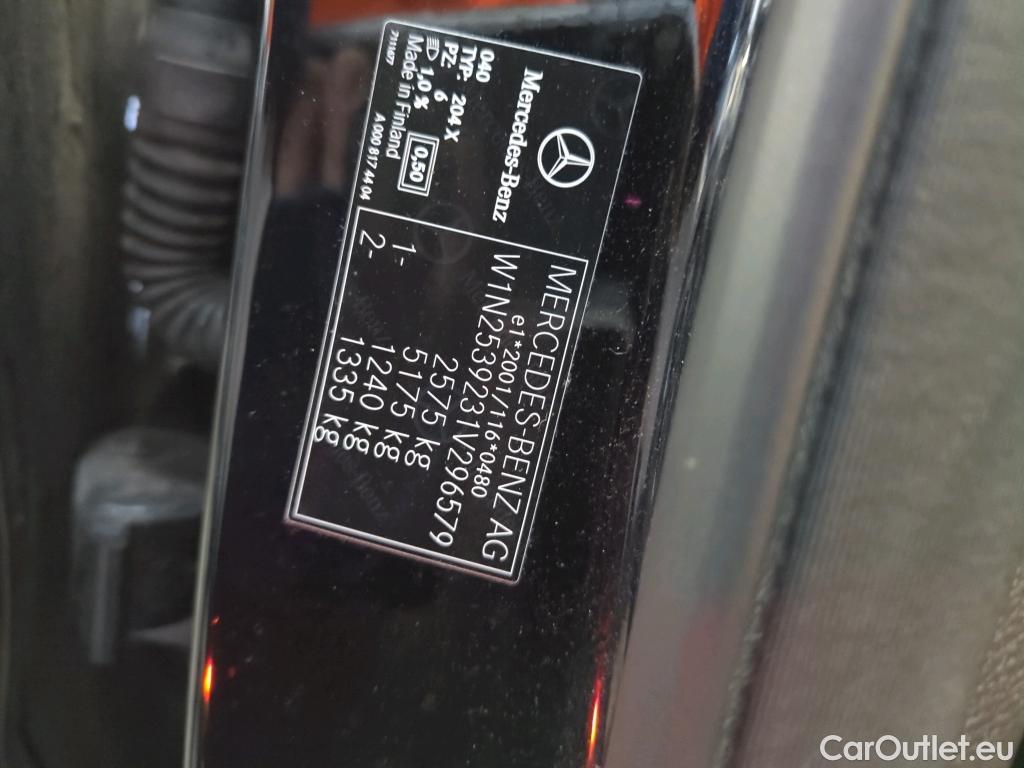 Mercedes-Benz
040
TYP: 204 X
PZ 6
1,0 %
0,50
Made in Finland
7111677
A 000 817 44 04
MERCEDES-BENZ AG
e1*2001/116*0480
W1N2539231V296579
2575 kg
5175 kg
1- 1240 kg
2- 1335 kg
CarOutlet.eu